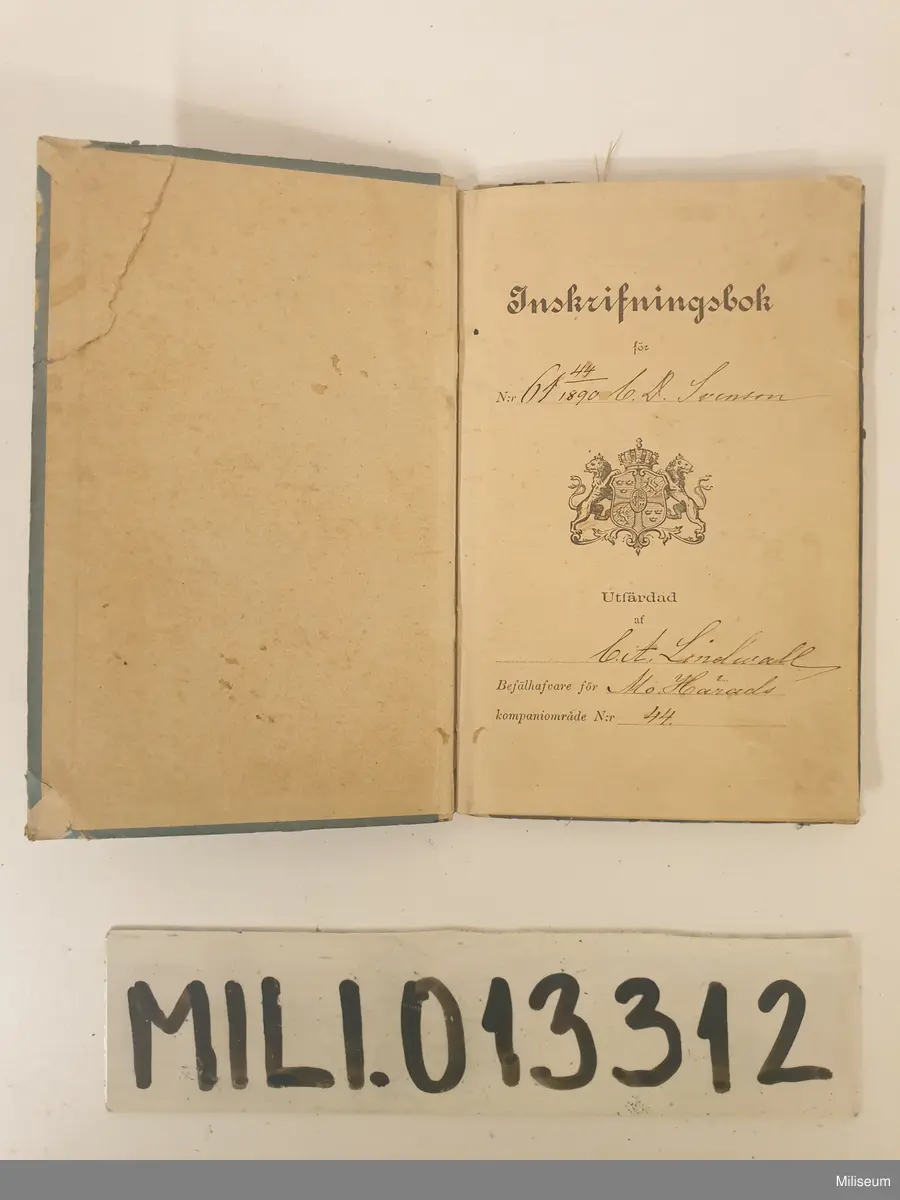 Inskrifningsbok
för
N:r 61 44/1890 C. D. Svenson
Utfärdad
af
C. A. Lindwall
Befälhafvare för Mo Härads
kompaniområde N:r 44.
MILI.013312
Miliseum